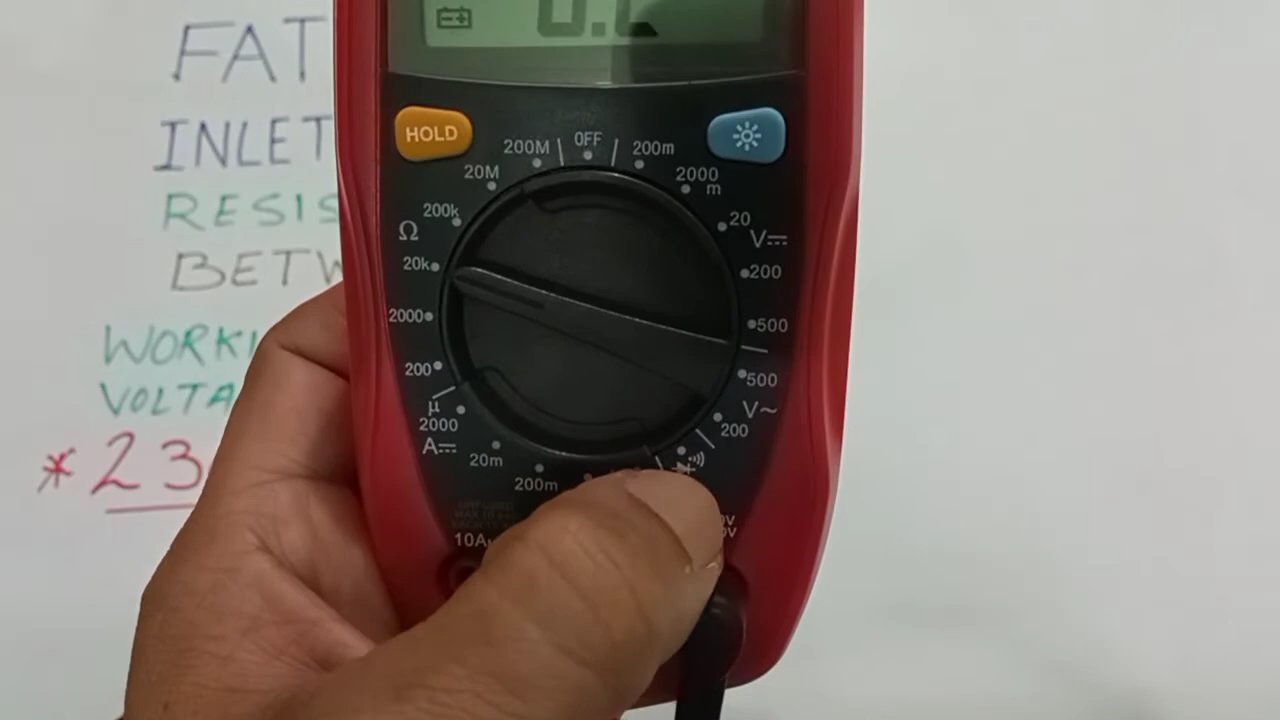 FAT
INLET
RESIS
BETW
WORKI
VOLTA
* 23
HOLD
200M
OFF
200m
20M
2000
m
200k
20
Ω
V⎓
20k
200
2000
500
200
500
μ
2000
V~
200
A⎓
20m
200m
10A